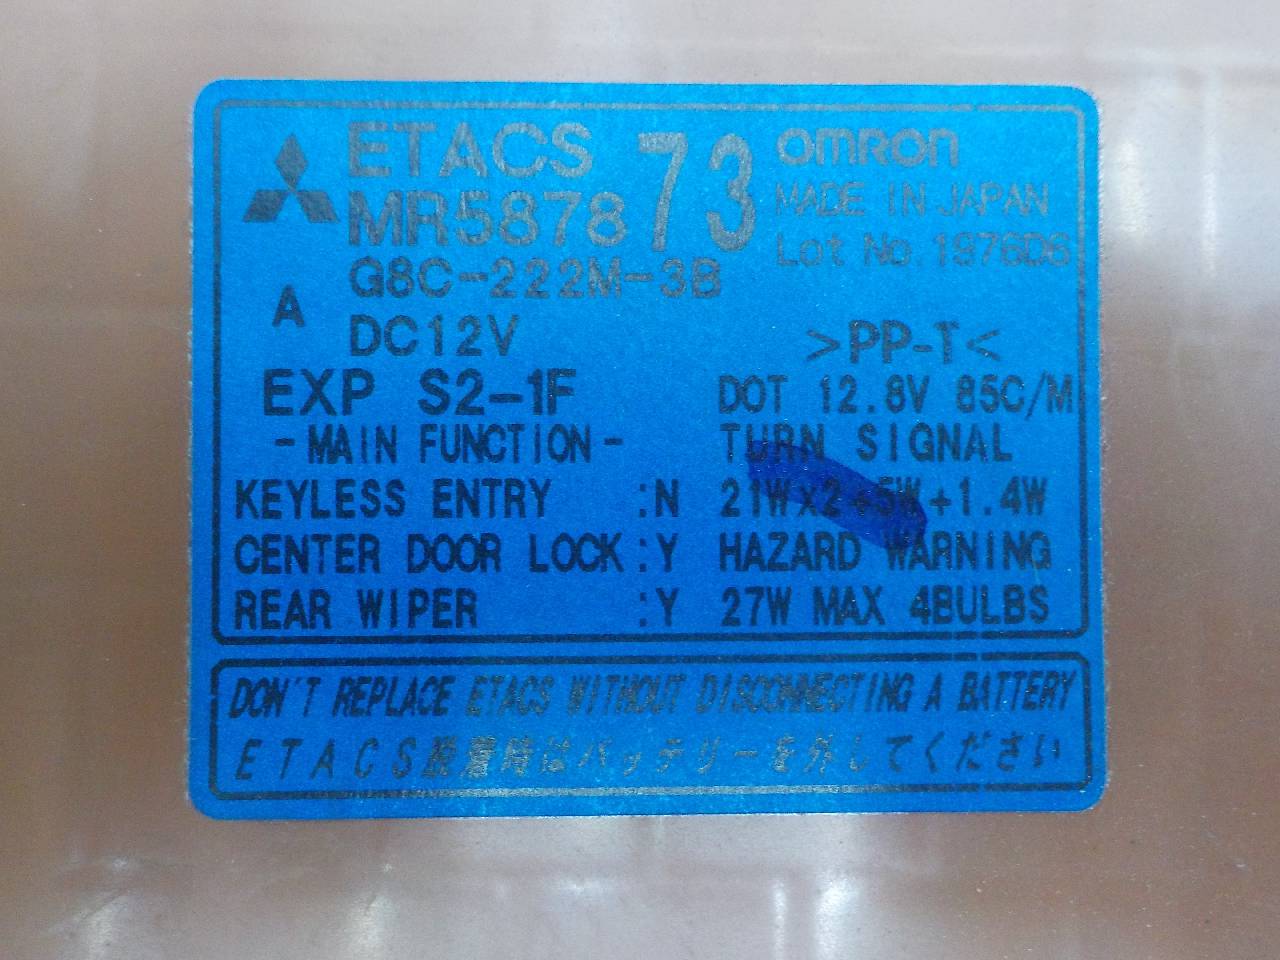 ETACS
MR587873
omron
MADE IN JAPAN
Lot No. 1976D6
G8C-222M-3B
A
DC12V
>PP-T<
EXP S2-1F
DOT 12.8V 85C/M
-MAIN FUNCTION-
TURN SIGNAL
KEYLESS ENTRY :N
21W×2+5W+1.4W
CENTER DOOR LOCK:Y
HAZARD WARNING
REAR WIPER :Y
27W MAX 4BULBS
DON'T REPLACE ETACS WITHOUT DISCONNECTING A BATTERY
ETACS脱着時はバッテリーを外してください